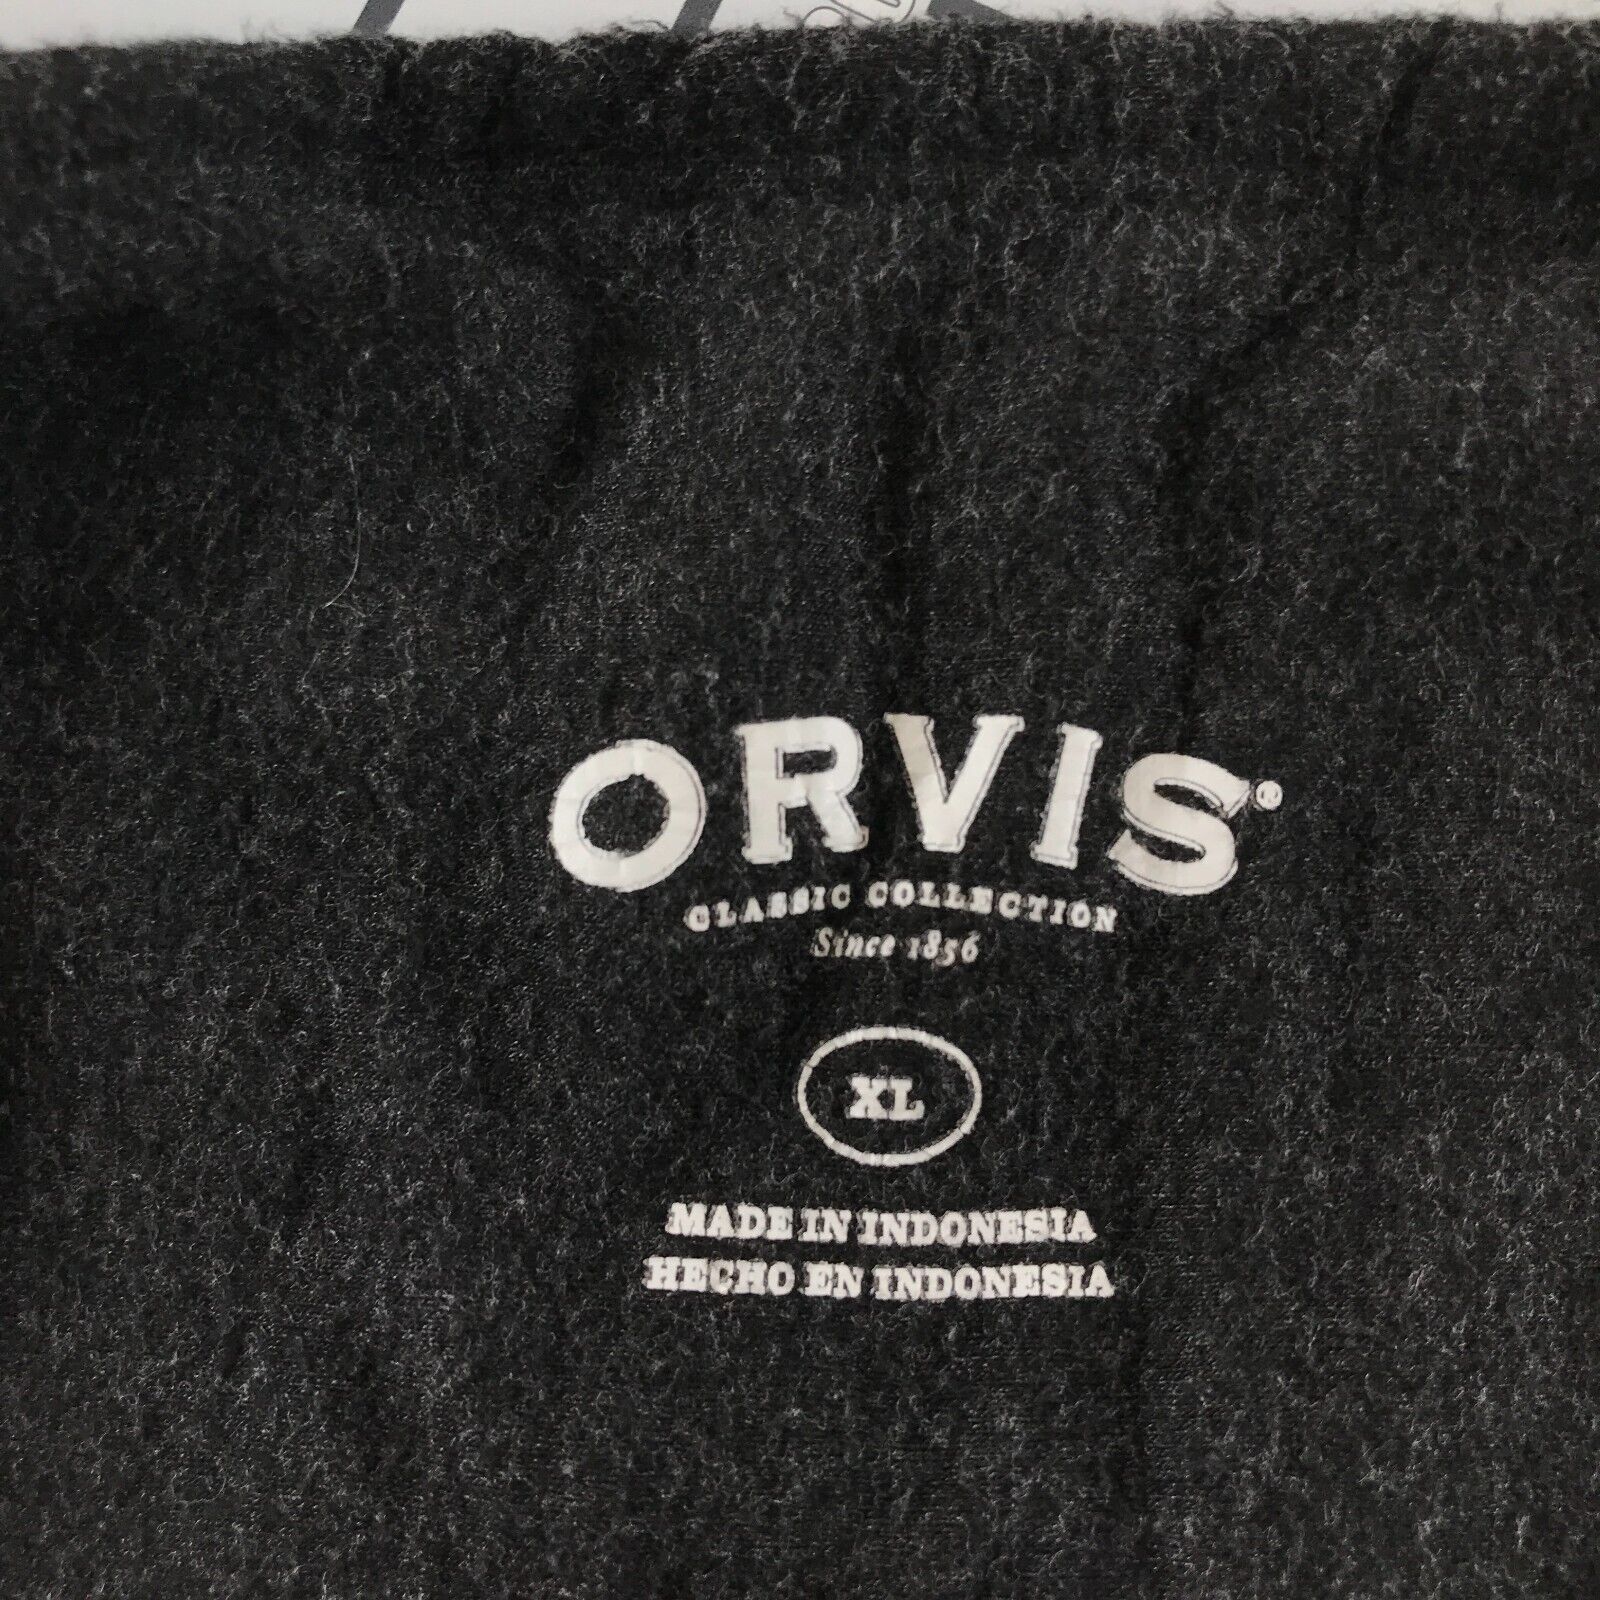 ORVIS®
CLASSIC COLLECTION
Since 1856
XL
MADE IN INDONESIA
HECHO EN INDONESIA